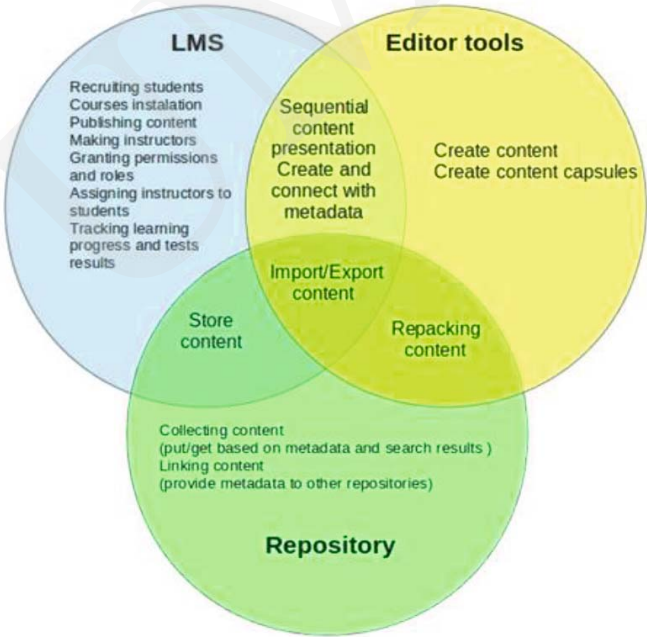 LMS
Recruiting students
Courses instalation
Publishing content
Making instructors
Granting permissions
and roles
Assigning instructors to
students
Tracking learning
progress and tests
results
Sequential
content
presentation
Create and
connect with
metadata
Editor tools
Create content
Create content capsules
Import/Export
content
Store
content
Repacking
content
Collecting content
(put/get based on metadata and search results )
Linking content
(provide metadata to other repositories)
Repository